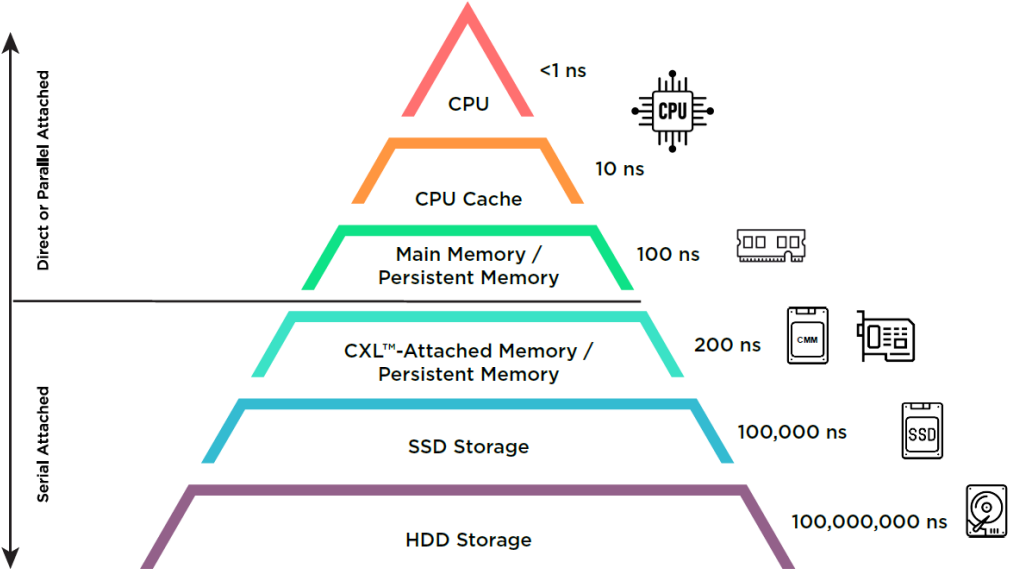 <1 ns
CPU
CPU
10 ns
CPU Cache
Main Memory /
Persistent Memory
100 ns
CXL™-Attached Memory /
Persistent Memory
200 ns
CMM
SSD Storage
100,000 ns
SSD
HDD Storage
100,000,000 ns
Direct or Parallel Attached
Serial Attached